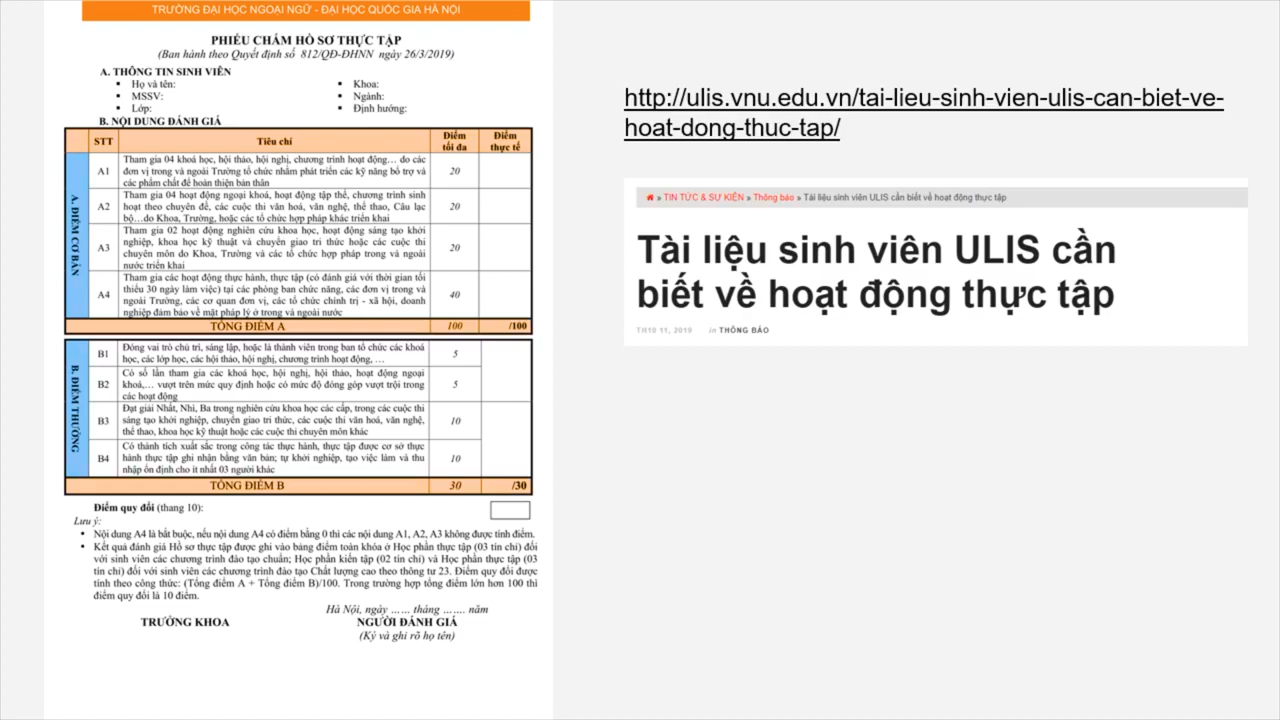 TRƯỜNG ĐẠI HỌC NGOẠI NGỮ - ĐẠI HỌC QUỐC GIA HÀ NỘI
PHIẾU CHẤM HỒ SƠ THỰC TẬP
(Ban hành theo Quyết định số 812/QĐ-ĐHNN ngày 26/3/2019)
A. THÔNG TIN SINH VIÊN
▪ Họ và tên:
▪ MSSV:
▪ Lớp:
▪ Khoa:
▪ Ngành:
▪ Định hướng:
B. NỘI DUNG ĐÁNH GIÁ
STT Tiêu chí Điểm tối đa Điểm thực tế
A. ĐIỂM CƠ BẢN
A1 Tham gia 04 khoá học, hội thảo, hội nghị, chương trình hoạt động… do các 
đơn vị trong và ngoài Trường tổ chức nhằm phát triển các kỹ năng bổ trợ và
các phẩm chất để hoàn thiện bản thân
20
A2 Tham gia 04 hoạt động ngoại khoá, hoạt động tập thể, chương trình sinh
hoạt theo chuyên đề, các cuộc thi văn hoá, văn nghệ, thể thao, Câu lạc
bộ…do Khoa, Trường, hoặc các tổ chức hợp pháp khác triển khai
20
A3 Tham gia 02 hoạt động nghiên cứu khoa học, hoạt động sáng tạo khởi
nghiệp, khoa học kỹ thuật và chuyển giao tri thức hoặc các cuộc thi
chuyên môn do Khoa, Trường và các tổ chức hợp pháp trong và ngoài
nước triển khai
20
A4 Tham gia các hoạt động thực hành, thực tập (có đánh giá với thời gian tối
thiểu 30 ngày làm việc) tại các phòng ban chức năng, các đơn vị trong và
ngoài Trường, các cơ quan đơn vị, các tổ chức chính trị - xã hội, doanh
nghiệp đảm bảo về mặt pháp lý ở trong và ngoài nước
40
TỔNG ĐIỂM A 100 /100
B. ĐIỂM THƯỞNG
B1 Đóng vai trò chủ trì, sáng lập, hoặc là thành viên trong ban tổ chức các khoá
học, các lớp học, các hội thảo, hội nghị, chương trình hoạt động, …
5
B2 Có số lần tham gia các khoá học, hội nghị, hội thảo, hoạt động ngoại
khoá,… vượt trên mức quy định hoặc có mức độ đóng góp vượt trội trong
các hoạt động
5
B3 Đạt giải Nhất, Nhì, Ba trong nghiên cứu khoa học các cấp, trong các cuộc thi
sáng tạo khởi nghiệp, chuyển giao tri thức, các cuộc thi văn hoá, văn nghệ,
thể thao, khoa học kỹ thuật hoặc các cuộc thi chuyên môn khác
10
B4 Có thành tích xuất sắc trong công tác thực hành, thực tập được cơ sở thực
hành thực tập ghi nhận bằng văn bản; tự khởi nghiệp, tạo việc làm và thu
nhập ổn định cho ít nhất 03 người khác
10
TỔNG ĐIỂM B 30 /30
Điểm quy đổi (thang 10):
Lưu ý:
• Nội dung A4 là bắt buộc, nếu nội dung A4 có điểm bằng 0 thì các nội dung A1, A2, A3 không được tính điểm.
• Kết quả đánh giá Hồ sơ thực tập được ghi vào bảng điểm toàn khóa ở Học phần thực tập (03 tín chỉ) đối
với sinh viên các chương trình đào tạo chuẩn; Học phần kiến tập (02 tín chỉ) và Học phần thực tập (03
tín chỉ) đối với sinh viên các chương trình đào tạo Chất lượng cao theo thông tư 23. Điểm quy đổi được
tính theo công thức: (Tổng điểm A + Tổng điểm B)/100. Trong trường hợp tổng điểm lớn hơn 100 thì
điểm quy đổi là 10 điểm.
Hà Nội, ngày …… tháng ……. năm
TRƯỞNG KHOA NGƯỜI ĐÁNH GIÁ
(Ký và ghi rõ họ tên)
http://ulis.vnu.edu.vn/tai-lieu-sinh-vien-ulis-can-biet-ve-
hoat-dong-thuc-tap/
» TIN TỨC & SỰ KIỆN » Thông báo » Tài liệu sinh viên ULIS cần biết về hoạt động thực tập
Tài liệu sinh viên ULIS cần
biết về hoạt động thực tập
TH10 11, 2019 in THÔNG BÁO